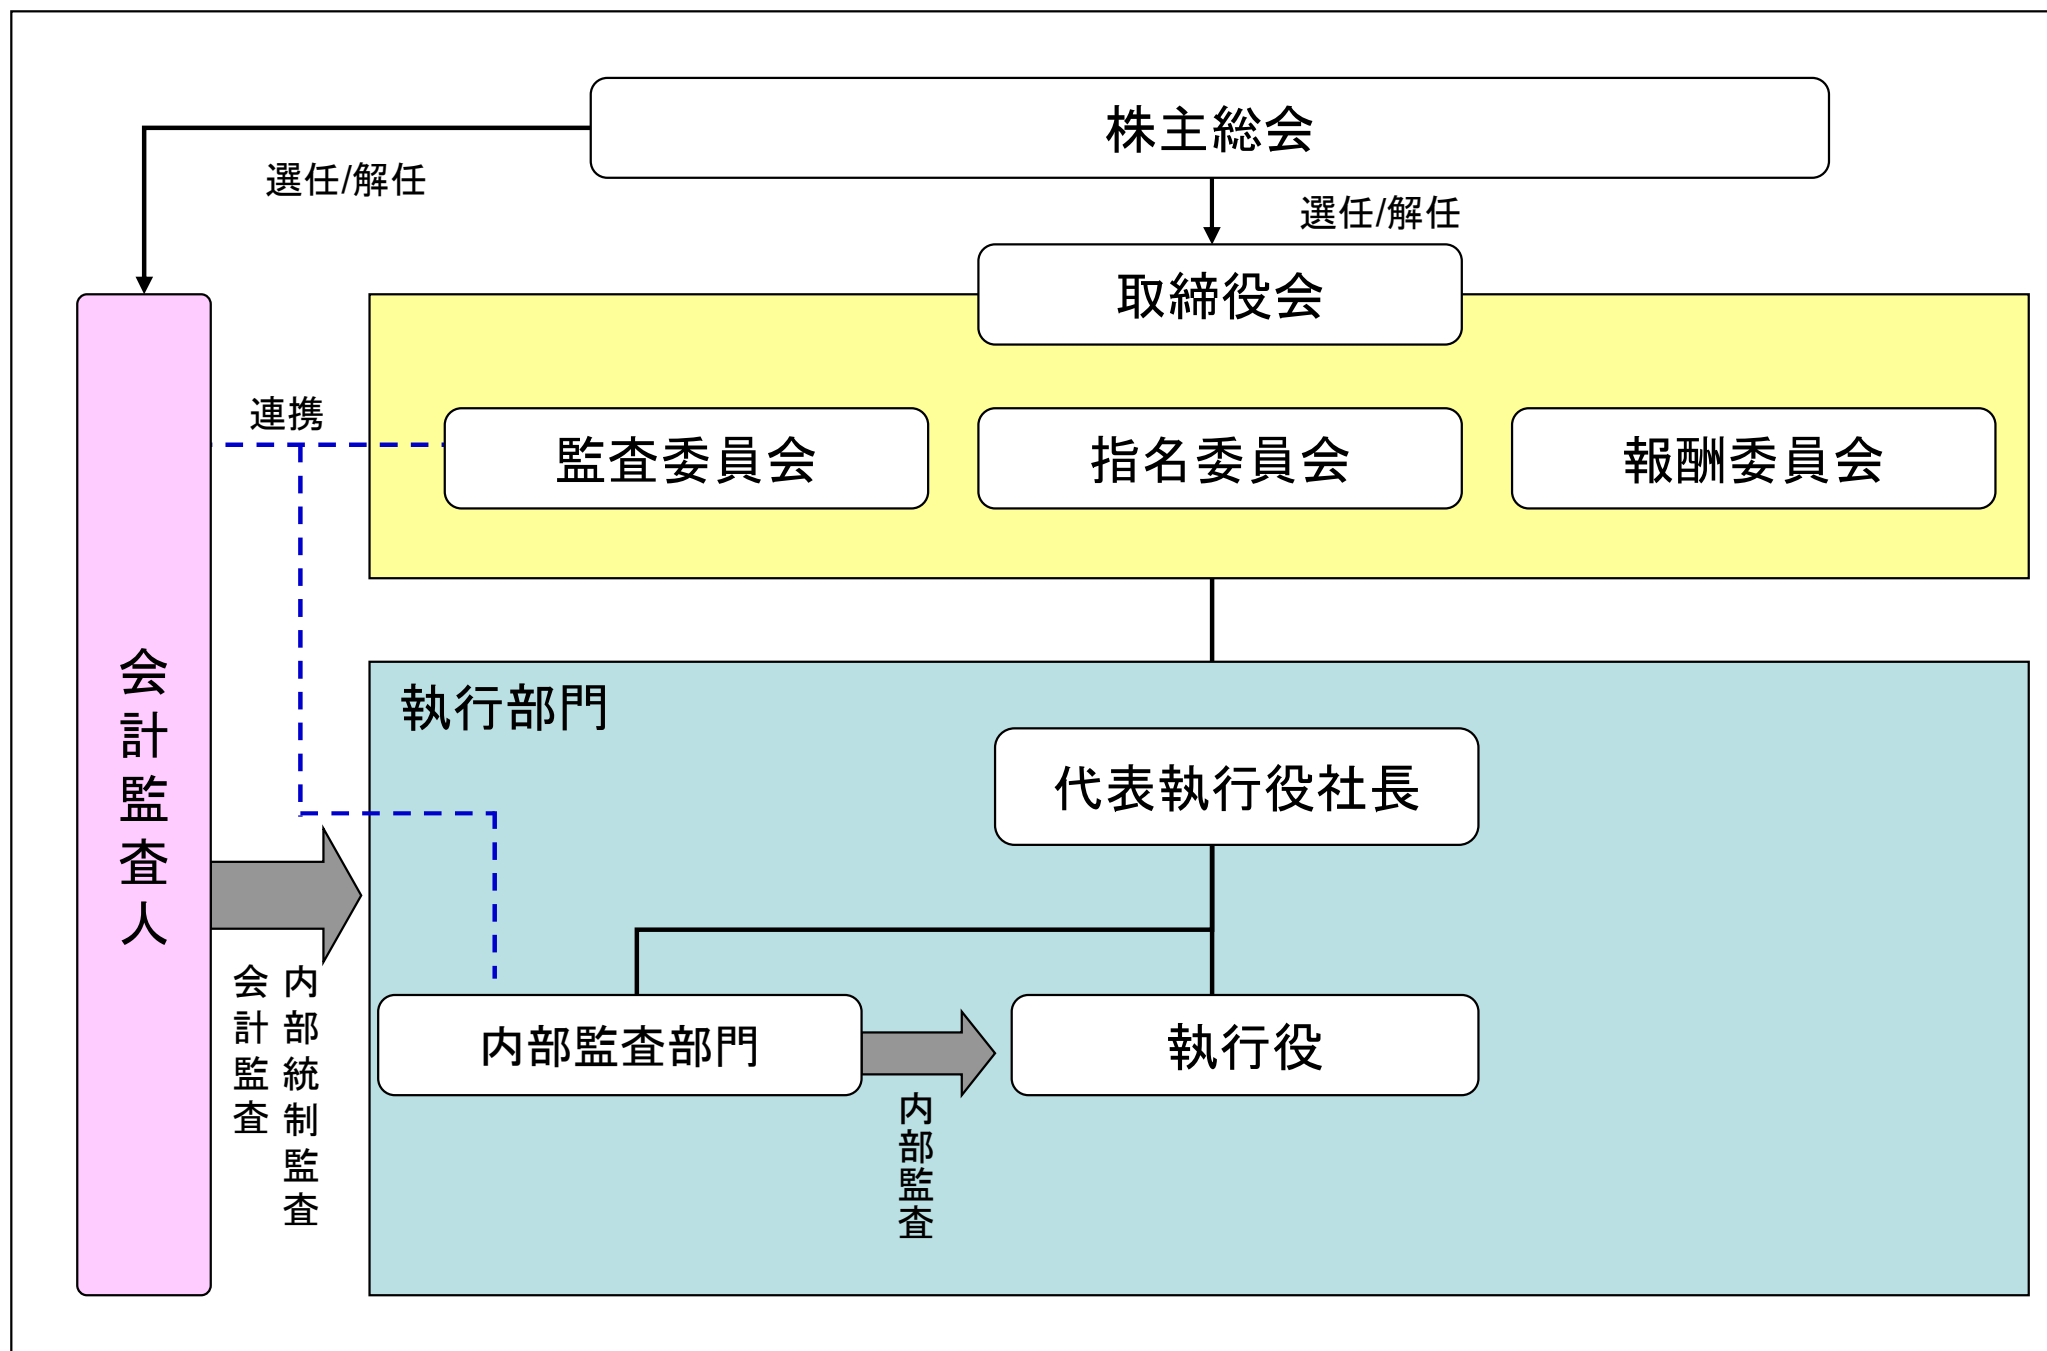 株主総会
選任/解任
選任/解任
取締役会
連携
監査委員会
指名委員会
報酬委員会
会計監査人
執行部門
代表執行役社長
内部監査部門
執行役
内部統制監査
会計監査
内部監査